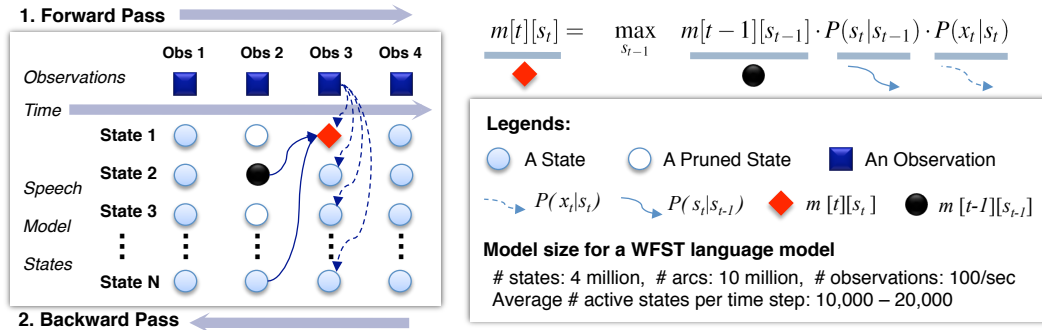 1. Forward Pass
Obs 1 Obs 2 Obs 3 Obs 4
Observations
Time
State 1
State 2
Speech
State 3
Model
States
State N
2. Backward Pass
m[t][s_t] = max_{s_{t-1}} m[t-1][s_{t-1}] · P(s_t|s_{t-1}) · P(x_t|s_t)
Legends:
A State A Pruned State An Observation
P(x_t|s_t) P(s_t|s_{t-1}) m [t][s_t] m [t-1][s_{t-1}]
Model size for a WFST language model
# states: 4 million, # arcs: 10 million, # observations: 100/sec
Average # active states per time step: 10,000 – 20,000